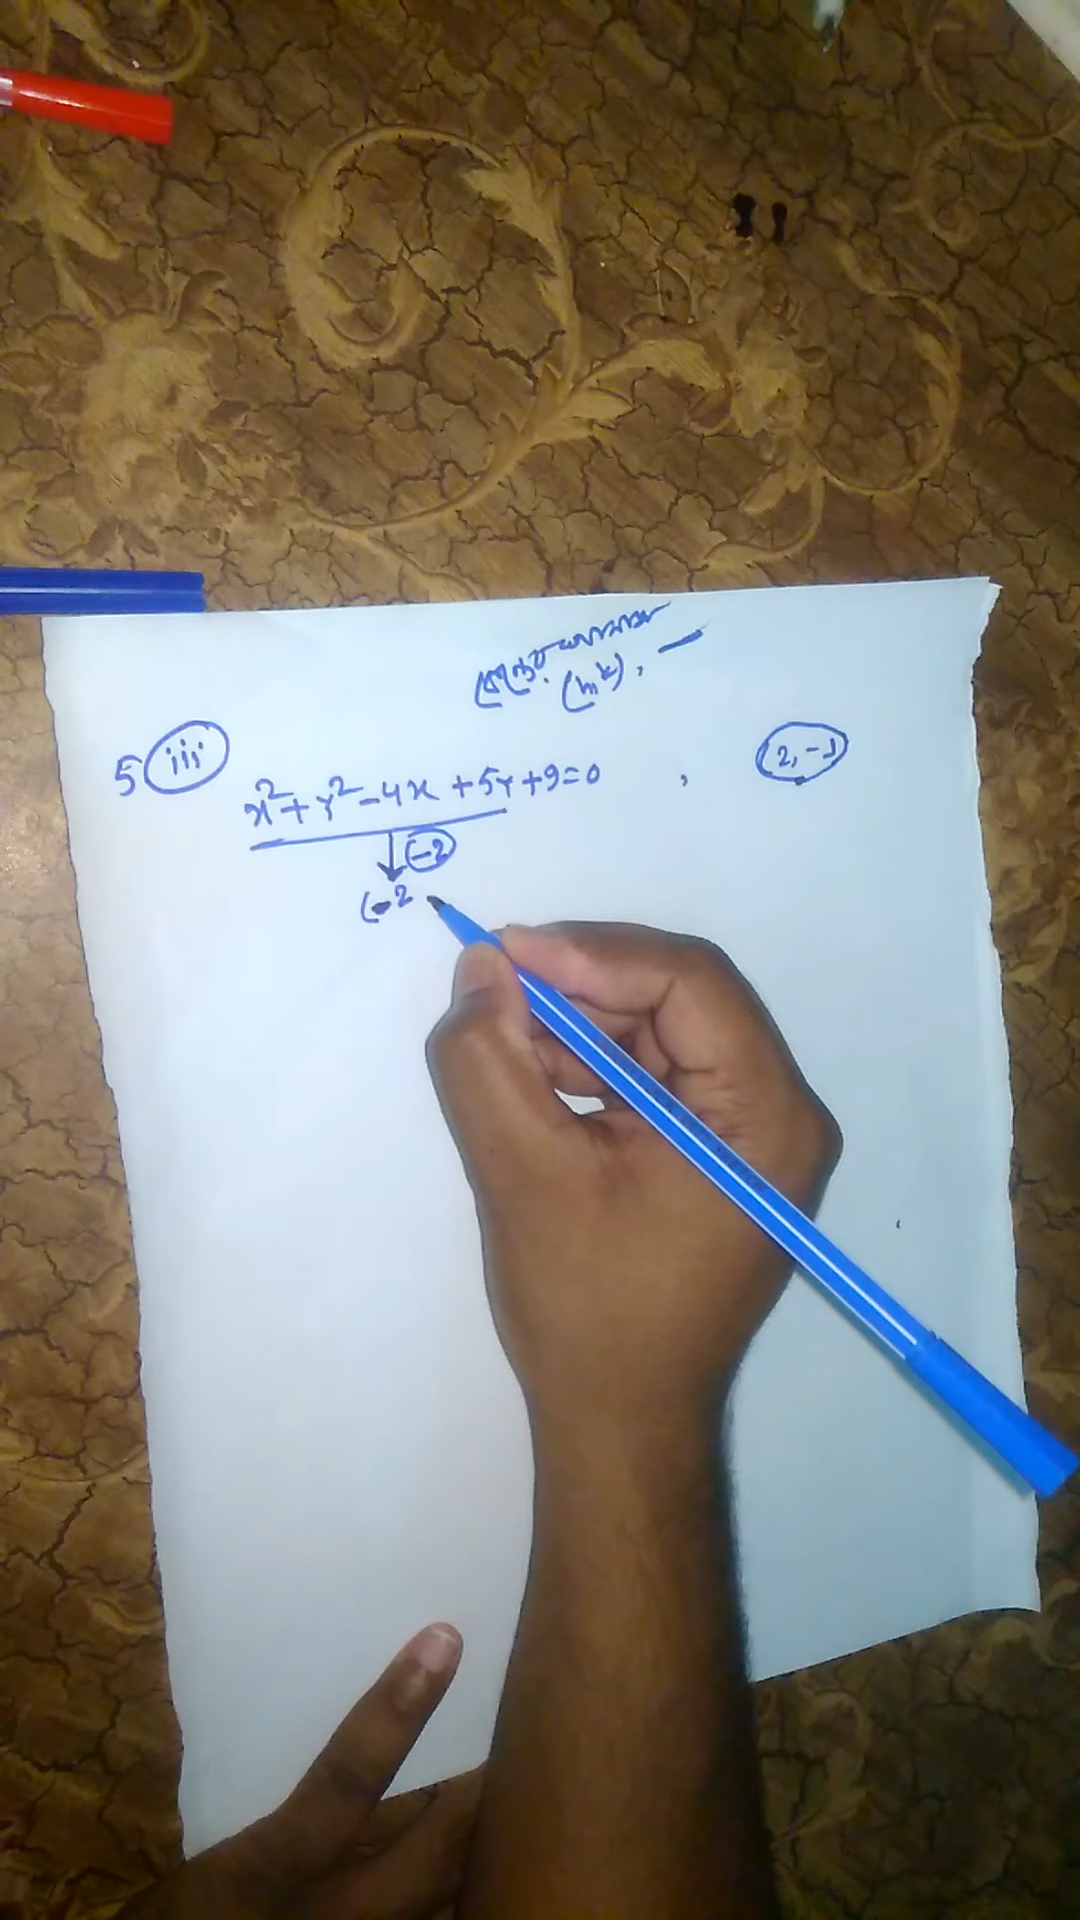 কেন্দ্রের স্থানাঙ্ক
(h,k), —
5 (iii) x²+y²-4x+5y+9=0 , (2, -1)
(-2)
(-2